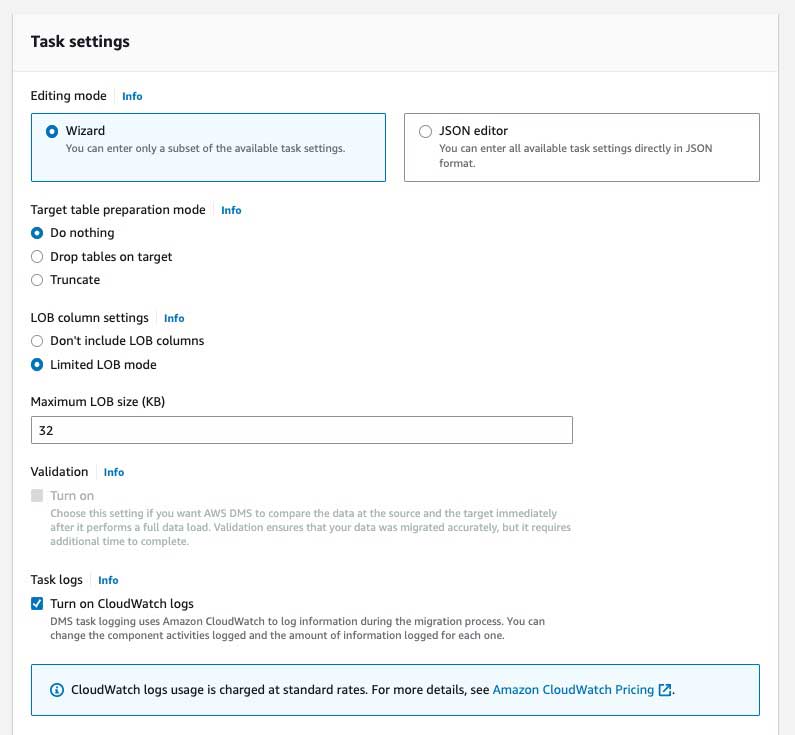 Task settings
Editing mode Info
Wizard
You can enter only a subset of the available task settings.
JSON editor
You can enter all available task settings directly in JSON
format.
Target table preparation mode Info
Do nothing
Drop tables on target
Truncate
LOB column settings Info
Don't include LOB columns
Limited LOB mode
Maximum LOB size (KB)
32
Validation Info
Turn on
Choose this setting if you want AWS DMS to compare the data at the source and the target immediately
after it performs a full data load. Validation ensures that your data was migrated accurately, but it requires
additional time to complete.
Task logs Info
Turn on CloudWatch logs
DMS task logging uses Amazon CloudWatch to log information during the migration process. You can
change the component activities logged and the amount of information logged for each one.
CloudWatch logs usage is charged at standard rates. For more details, see Amazon CloudWatch Pricing.